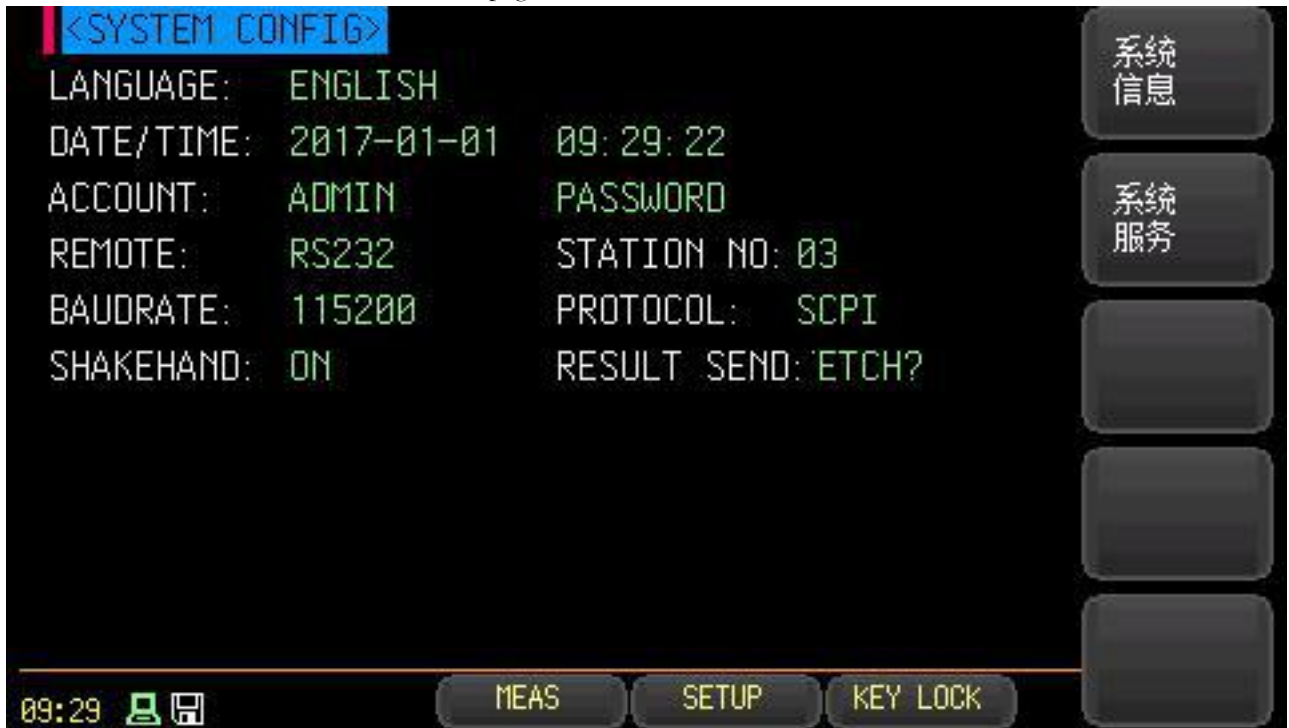 <SYSTEM CONFIG>
LANGUAGE: ENGLISH
DATE/TIME: 2017-01-01 09:29:22
ACCOUNT: ADMIN PASSWORD
REMOTE: RS232 STATION NO: 03
BAUDRATE: 115200 PROTOCOL: SCPI
SHAKEHAND: ON RESULT SEND: ETCH?
系统
信息
系统
服务
09:29 MEAS SETUP KEY LOCK